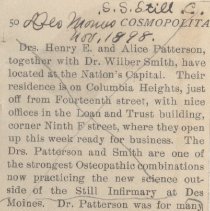 S.S. Still C.
50 Des Moines COSMOPOLITA
Nov. 1898.
Drs. Henry E. and Alice Patterson,
together with Dr. Wilber Smith, have
located at the Nation's Capital. Their
residence is on Columbia Heights, just
off from Fourteenth street, with nice
offices in the Loan and Trust building,
corner Ninth F street, where they open
up this week ready for business. The
Drs. Patterson and Smith are one of
the strongest Osteopathic combinations
now practicing the new science out-
side of the Still Infirmary at Des
Moines. Dr. Patterson was for many